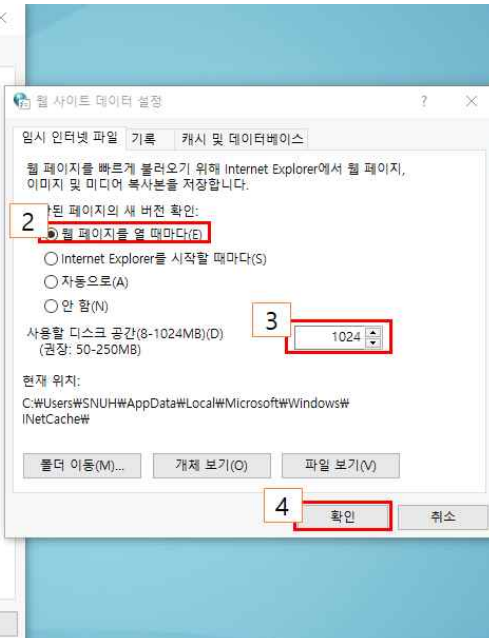 웹 사이트 데이터 설정
임시 인터넷 파일 기록 캐시 및 데이터베이스
웹 페이지를 빠르게 불러오기 위해 Internet Explorer에서 웹 페이지,
이미지 및 미디어 복사본을 저장합니다.
2 페이지의 새 버전 확인:
웹 페이지를 열 때마다(E)
Internet Explorer를 시작할 때마다(S)
자동으로(A)
안 함(N)
사용할 디스크 공간(8-1024MB)(D) 3 1024
(권장: 50-250MB)
현재 위치:
C:₩Users₩SNUH₩AppData₩Local₩Microsoft₩Windows₩
INetCache₩
폴더 이동(M)... 개체 보기(O) 파일 보기(V)
4 확인 취소